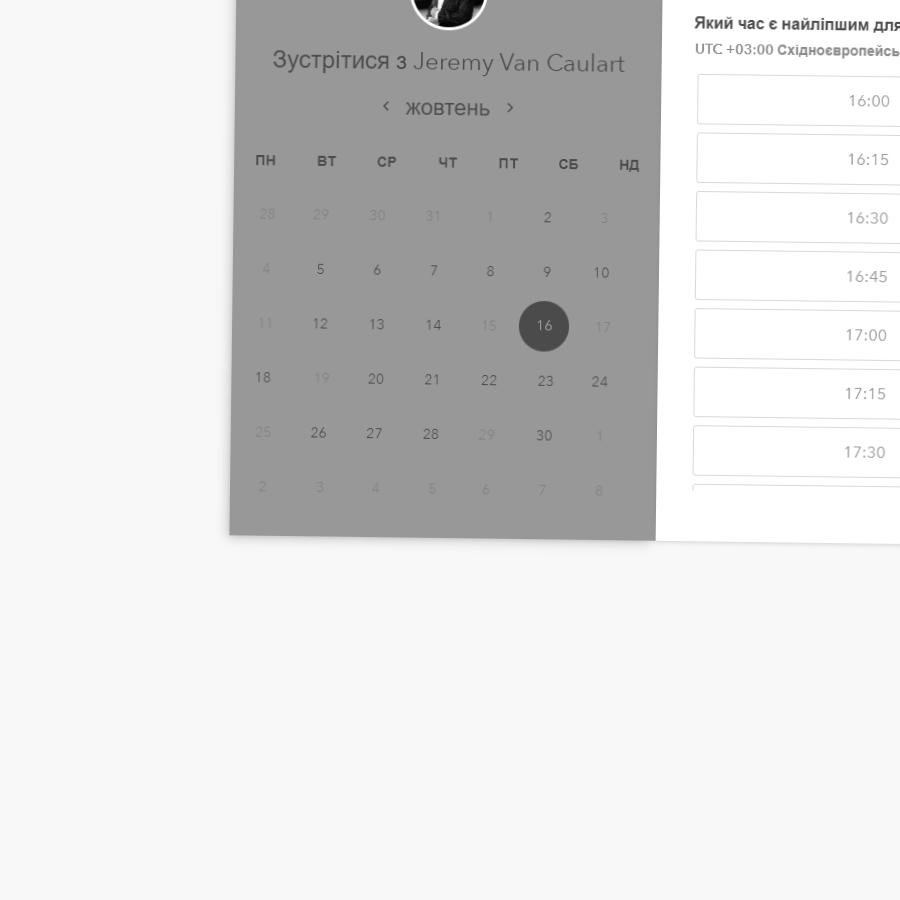 Зустрітися з Jeremy Van Caulart
жовтень
ПН ВТ СР ЧТ ПТ СБ НД
28 29 30 31 1 2 3
4 5 6 7 8 9 10
11 12 13 14 15 16 17
18 19 20 21 22 23 24
25 26 27 28 29 30 1
2 3 4 5 6 7 8
Який час є найліпшим для
UTC +03:00
16:00
16:15
16:30
16:45
17:00
17:15
17:30